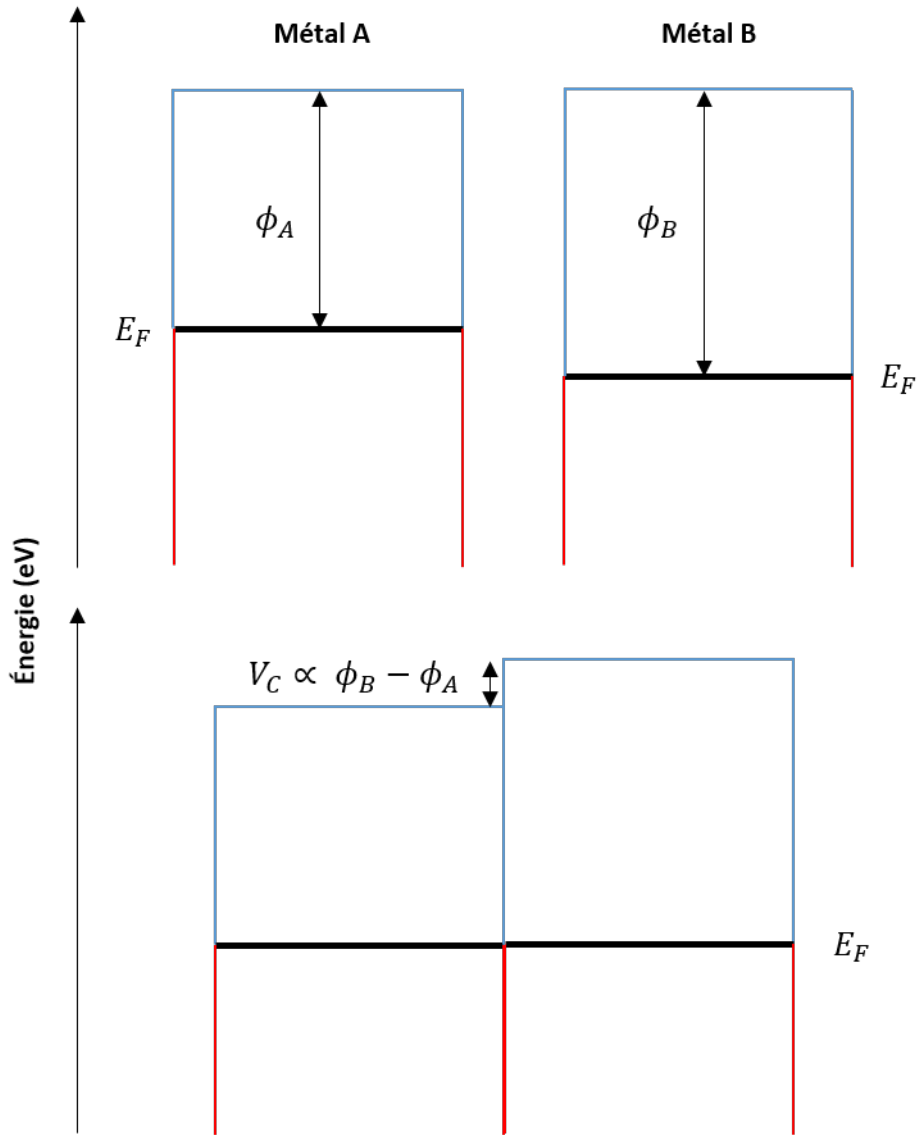 Métal A
Métal B
ϕ_A
ϕ_B
E_F
E_F
Énergie (eV)
V_C ∝ ϕ_B − ϕ_A
E_F